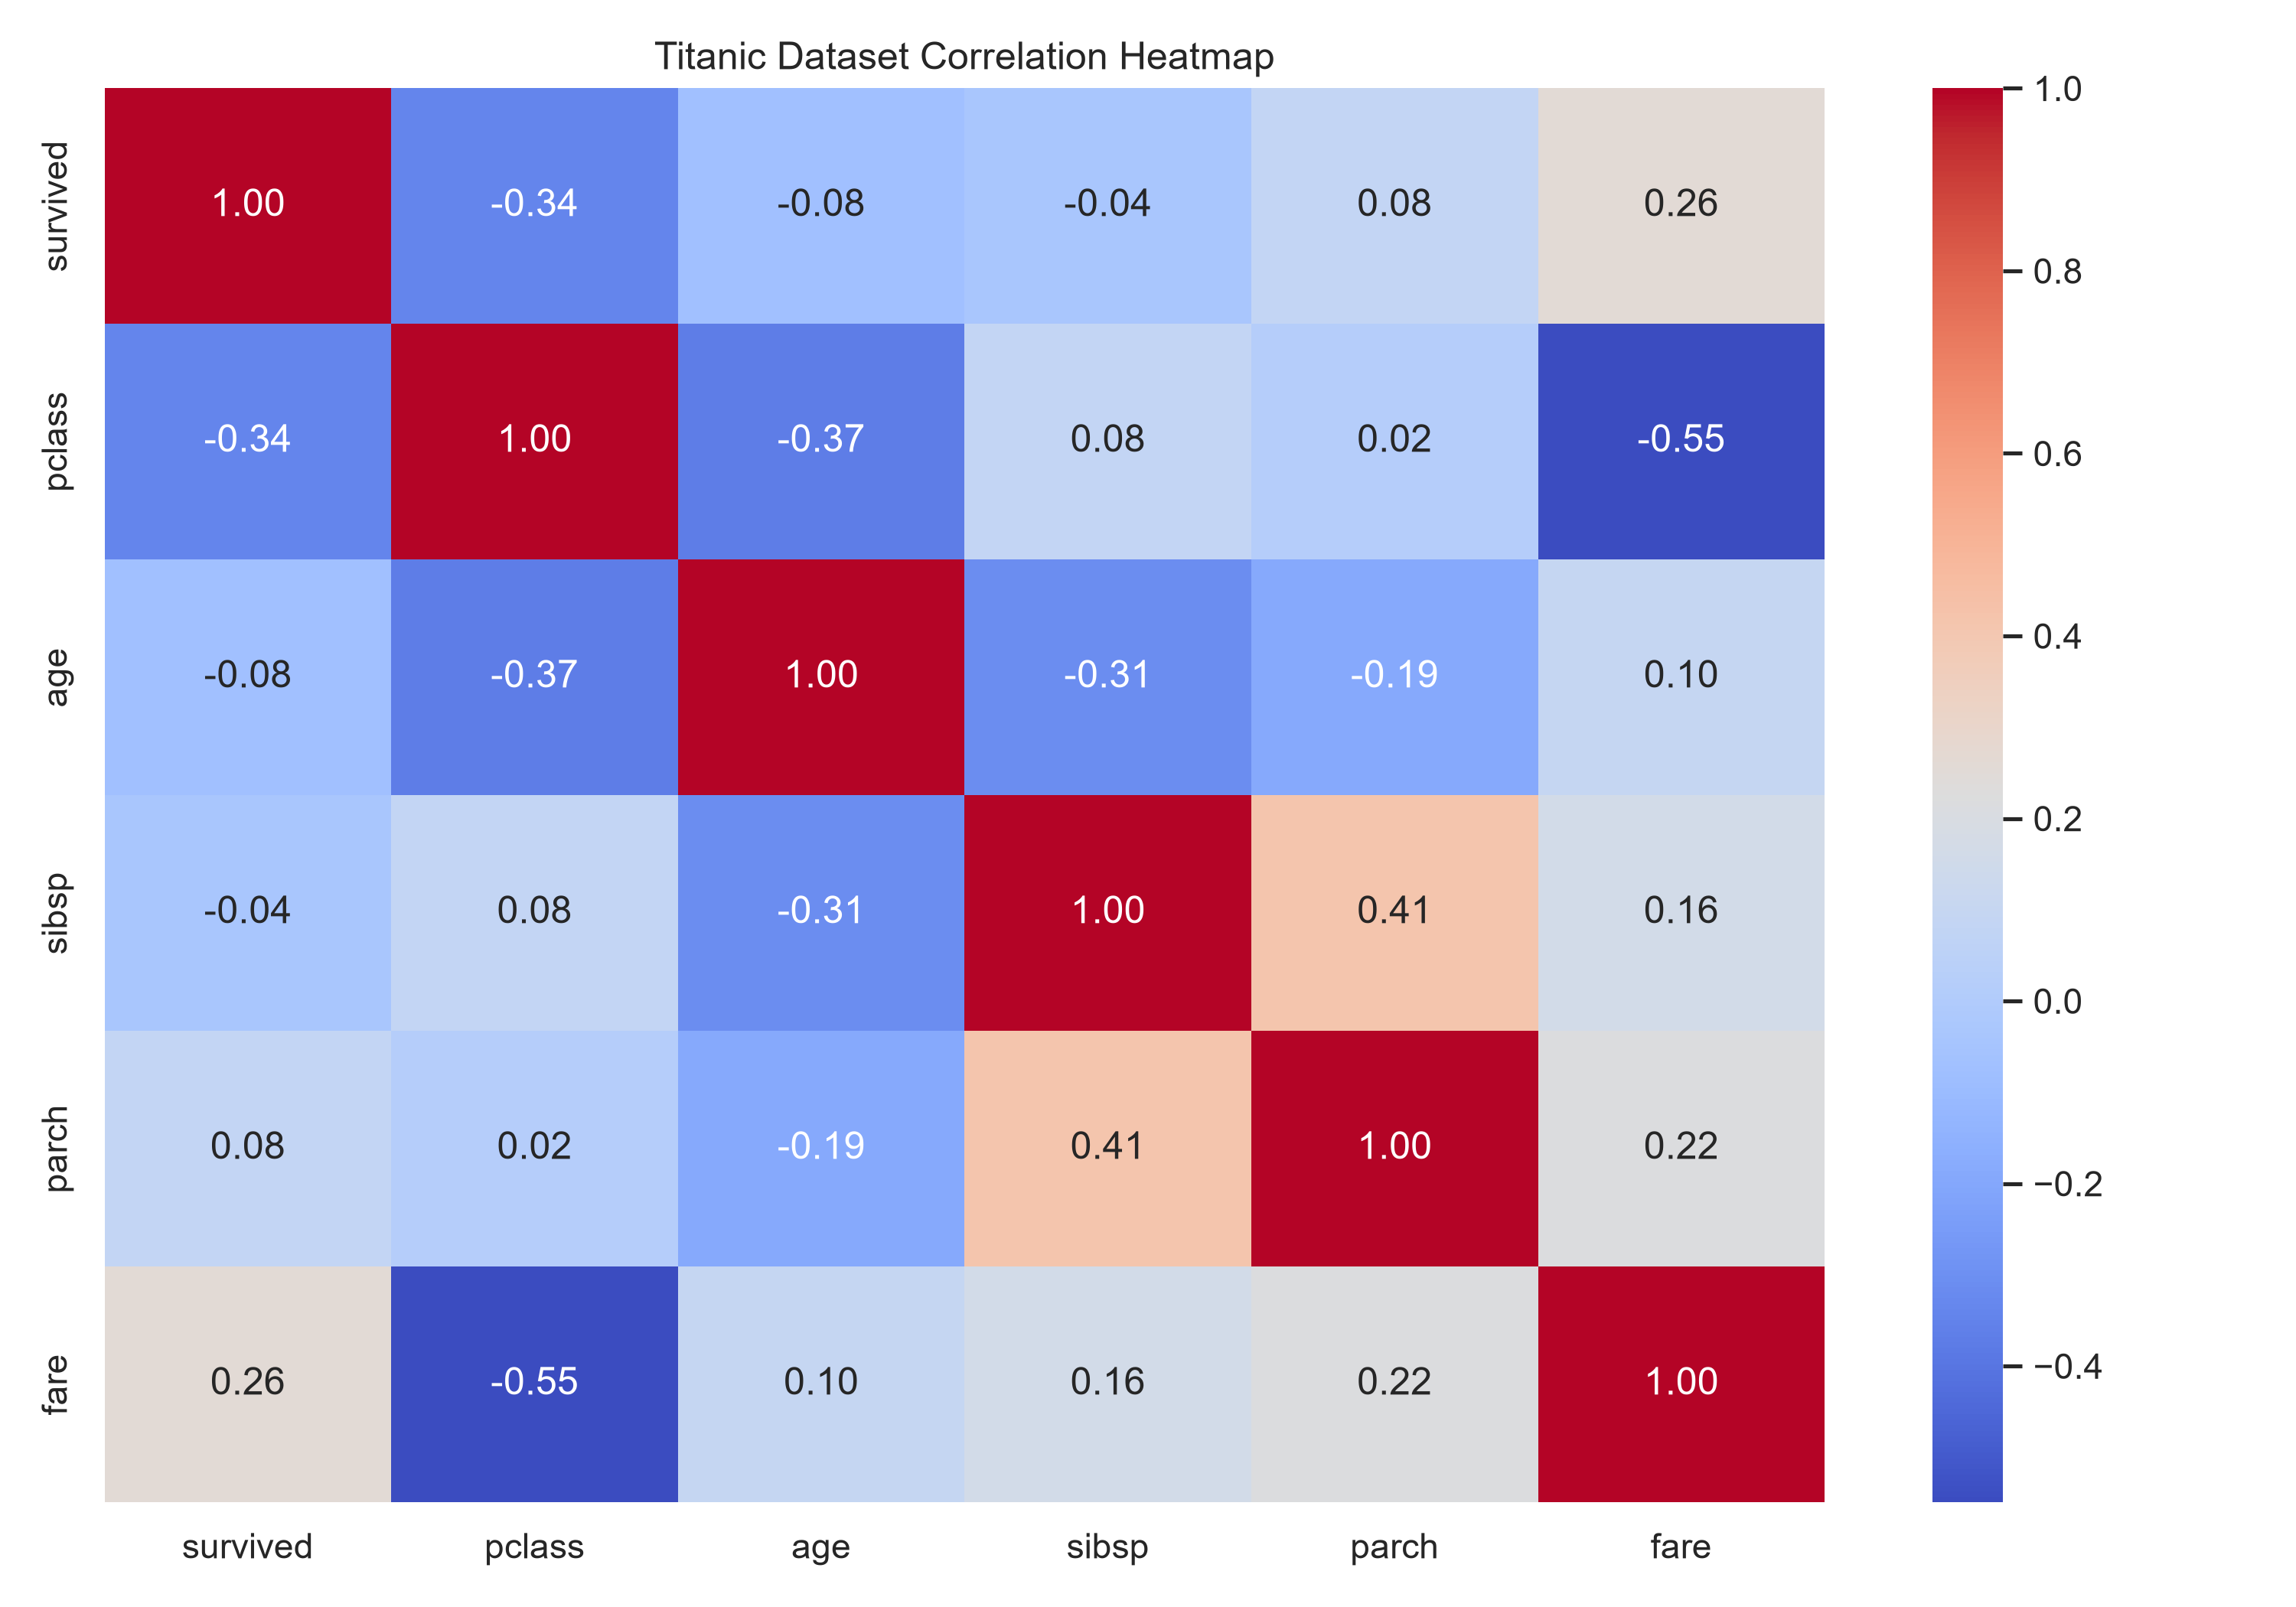 Titanic Dataset Correlation Heatmap
survived 1.00 -0.34 -0.08 -0.04 0.08 0.26
pclass -0.34 1.00 -0.37 0.08 0.02 -0.55
age -0.08 -0.37 1.00 -0.31 -0.19 0.10
sibsp -0.04 0.08 -0.31 1.00 0.41 0.16
parch 0.08 0.02 -0.19 0.41 1.00 0.22
fare 0.26 -0.55 0.10 0.16 0.22 1.00
survived pclass age sibsp parch fare
1.0
0.8
0.6
0.4
0.2
0.0
−0.2
−0.4